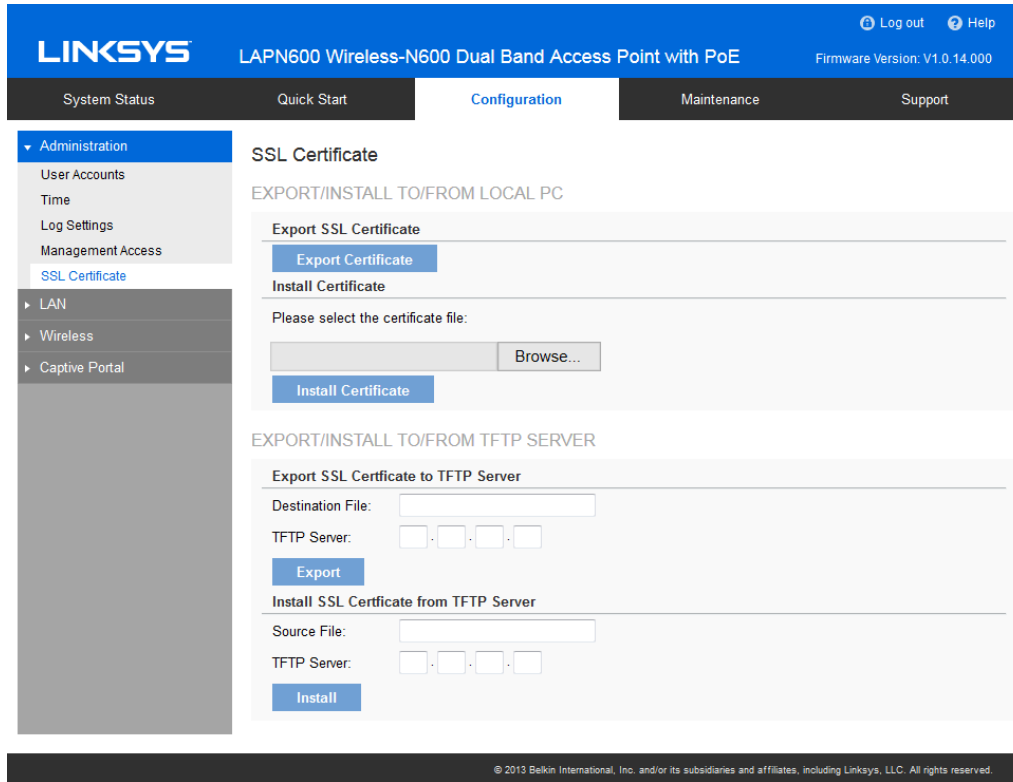 Log out Help
LINKSYS LAPN600 Wireless-N600 Dual Band Access Point with PoE Firmware Version: V1.0.14.000
System Status Quick Start Configuration Maintenance Support
Administration
User Accounts
Time
Log Settings
Management Access
SSL Certificate
LAN
Wireless
Captive Portal
SSL Certificate
EXPORT/INSTALL TO/FROM LOCAL PC
Export SSL Certificate
Export Certificate
Install Certificate
Please select the certificate file:
Browse...
Install Certificate
EXPORT/INSTALL TO/FROM TFTP SERVER
Export SSL Certficate to TFTP Server
Destination File:
TFTP Server: . . .
Export
Install SSL Certficate from TFTP Server
Source File:
TFTP Server: . . .
Install
© 2013 Belkin International, Inc. and/or its subsidiaries and affiliates, including Linksys, LLC. All rights reserved.